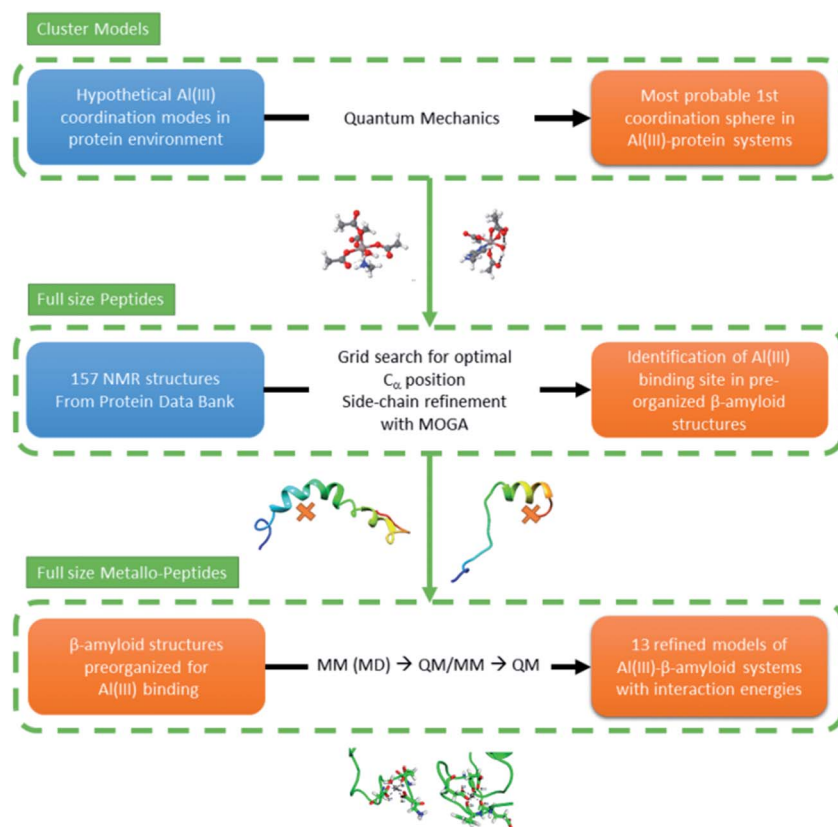 Cluster Models
Hypothetical Al(III)
coordination modes in
protein environment
Quantum Mechanics
Most probable 1st
coordination sphere in
Al(III)-protein systems
Full size Peptides
157 NMR structures
From Protein Data Bank
Grid search for optimal
Cα position
Side-chain refinement
with MOGA
Identification of Al(III)
binding site in pre-
organized β-amyloid
structures
Full size Metallo-Peptides
β-amyloid structures
preorganized for
Al(III) binding
MM (MD) → QM/MM → QM
13 refined models of
Al(III)-β-amyloid systems
with interaction energies